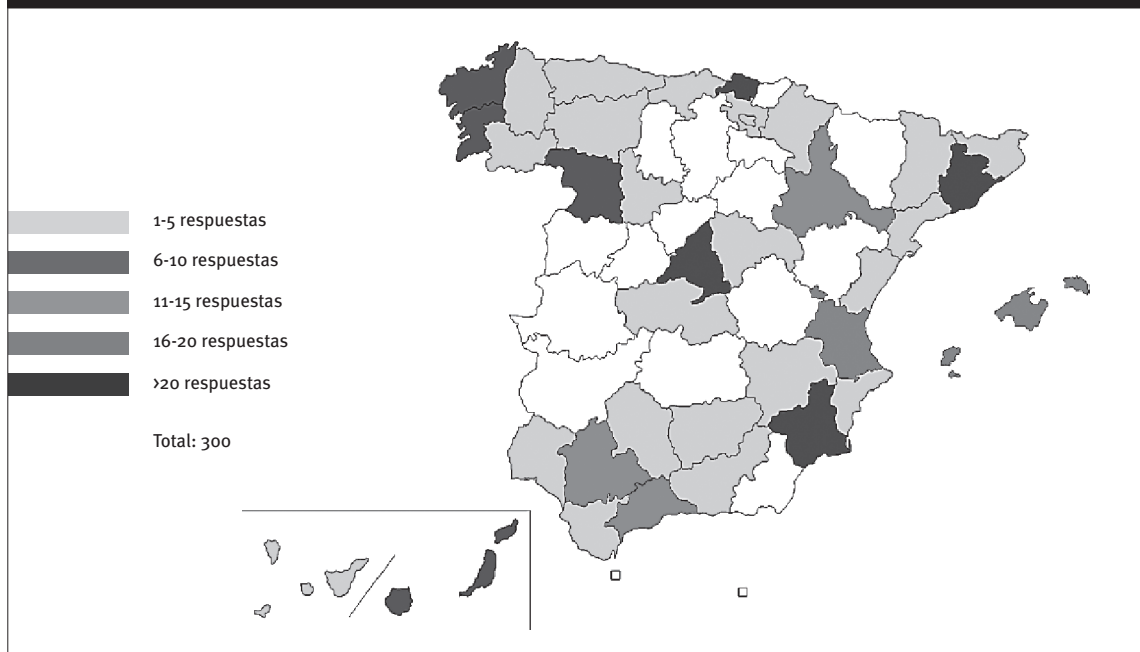 1-5 respuestas
6-10 respuestas
11-15 respuestas
16-20 respuestas
>20 respuestas
Total: 300